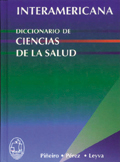 INTERAMERICANA
DICCIONARIO DE
CIENCIAS
DE LA SALUD
Piñeiro • Pérez • Leyva